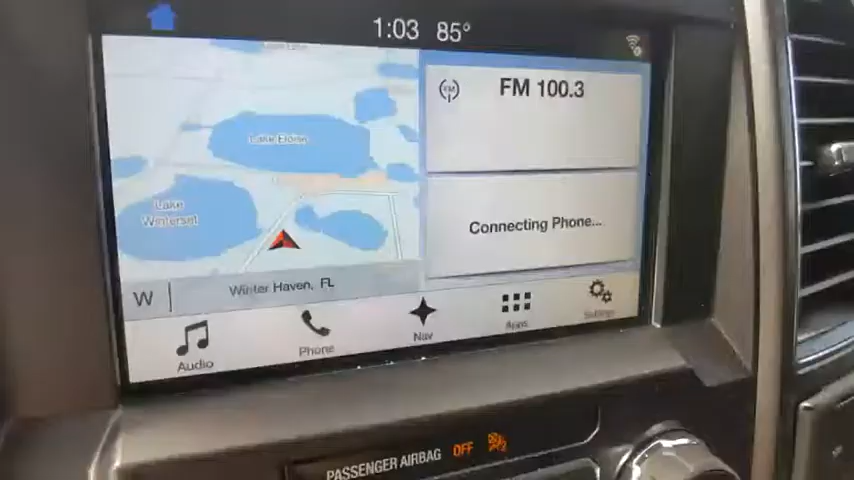 1:03 85°
FM 100.3
Lake Eloise
Lake
Winterset
Connecting Phone...
W
Winter Haven, FL
Audio
Phone
Nav
Apps
Settings
PASSENGER AIRBAG OFF